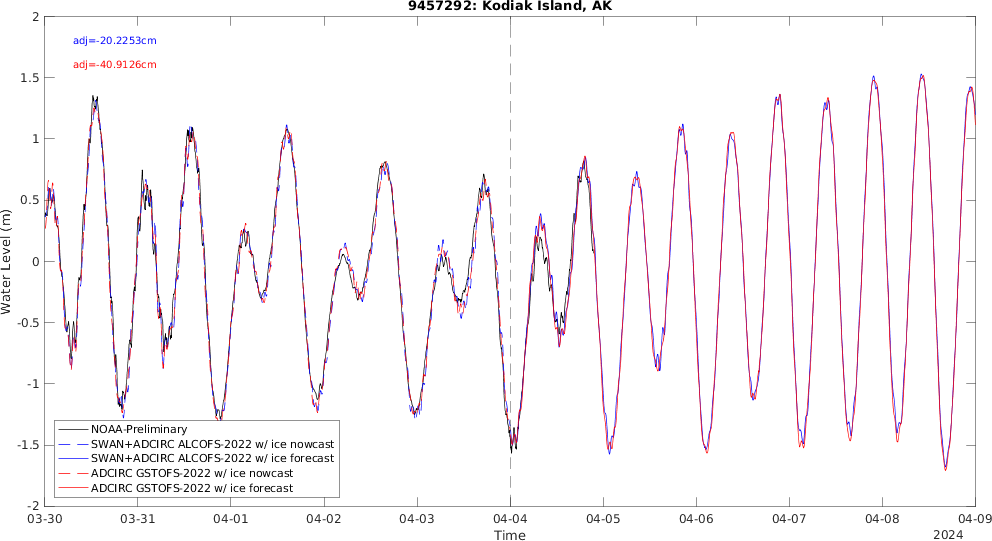 9457292: Kodiak Island, AK
adj=-20.2253cm
adj=-40.9126cm
2
1.5
1
0.5
0
-0.5
-1
-1.5
-2
Water Level (m)
NOAA-Preliminary
SWAN+ADCIRC ALCOFS-2022 w/ ice nowcast
SWAN+ADCIRC ALCOFS-2022 w/ ice forecast
ADCIRC GSTOFS-2022 w/ ice nowcast
ADCIRC GSTOFS-2022 w/ ice forecast
03-30 03-31 04-01 04-02 04-03 04-04 04-05 04-06 04-07 04-08 04-09
Time
2024